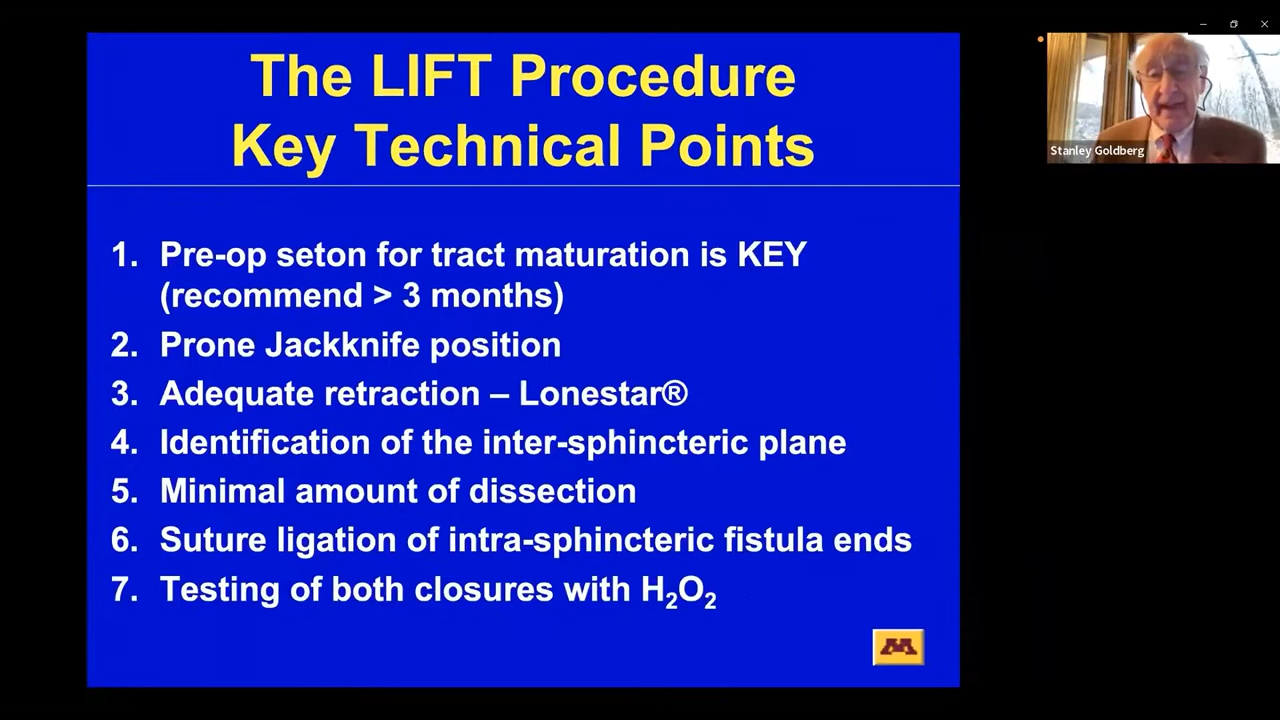 The LIFT Procedure
Key Technical Points
1. Pre-op seton for tract maturation is KEY
(recommend > 3 months)
2. Prone Jackknife position
3. Adequate retraction – Lonestar®
4. Identification of the inter-sphincteric plane
5. Minimal amount of dissection
6. Suture ligation of intra-sphincteric fistula ends
7. Testing of both closures with H₂O₂
M
Stanley Goldberg